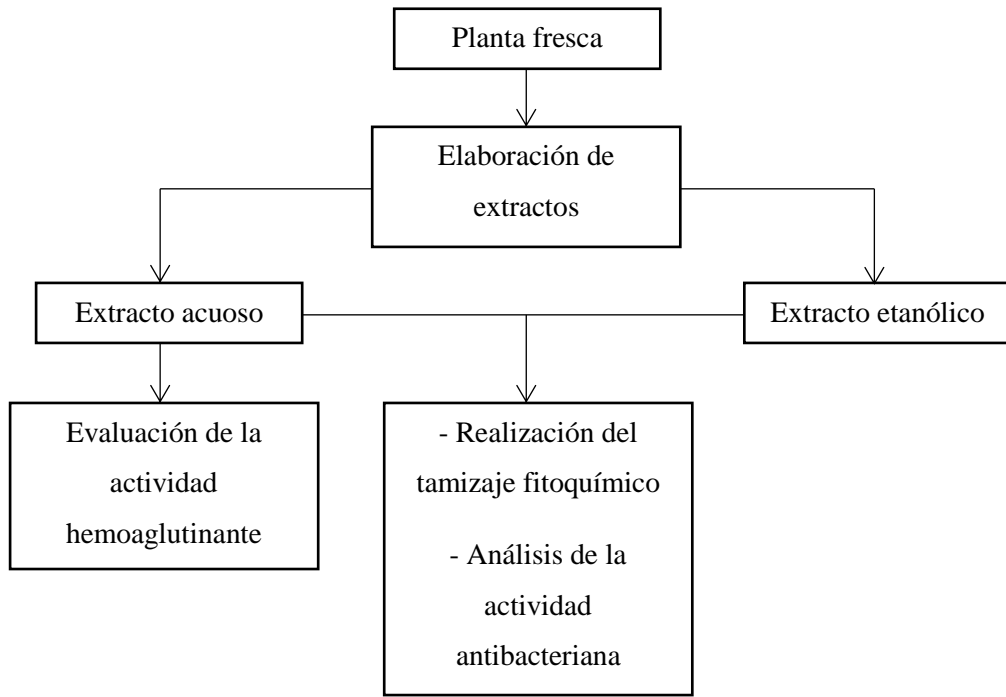 Planta fresca
Elaboración de
extractos
Extracto acuoso
Extracto etanólico
Evaluación de la
actividad
hemoaglutinante
- Realización del
tamizaje fitoquímico
- Análisis de la
actividad
antibacteriana